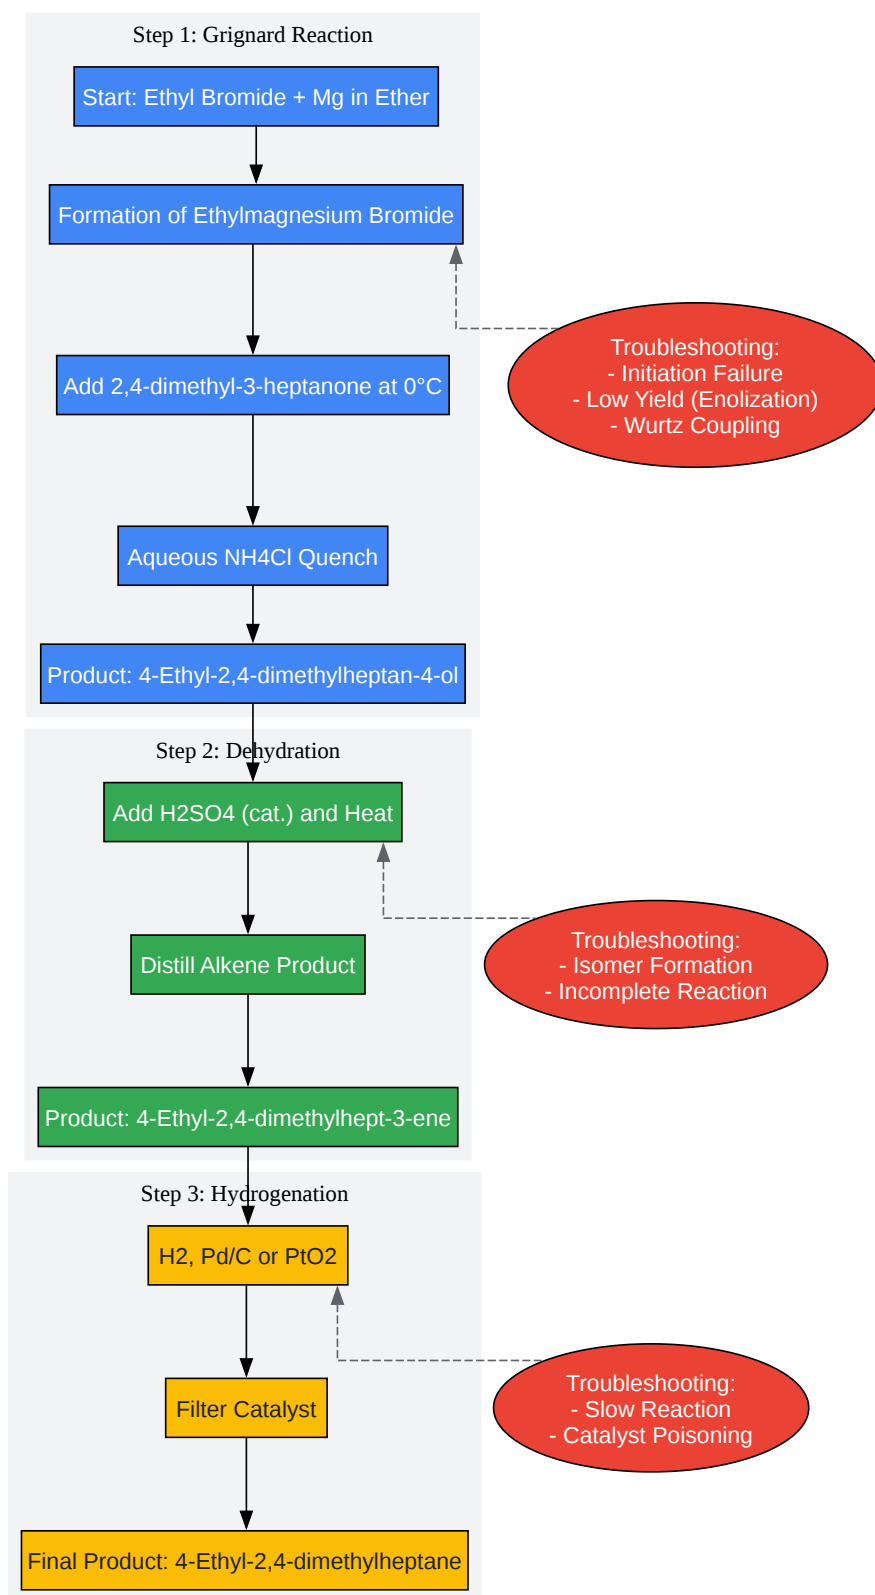 Step 1: Grignard Reaction
Start: Ethyl Bromide + Mg in Ether
Formation of Ethylmagnesium Bromide
Troubleshooting:
- Initiation Failure
- Low Yield (Enolization)
- Wurtz Coupling
Add 2,4-dimethyl-3-heptanone at 0°C
Aqueous NH4Cl Quench
Product: 4-Ethyl-2,4-dimethylheptan-4-ol
Step 2: Dehydration
Add H2SO4 (cat.) and Heat
Troubleshooting:
- Isomer Formation
- Incomplete Reaction
Distill Alkene Product
Product: 4-Ethyl-2,4-dimethylhept-3-ene
Step 3: Hydrogenation
H2, Pd/C or PtO2
Troubleshooting:
- Slow Reaction
- Catalyst Poisoning
Filter Catalyst
Final Product: 4-Ethyl-2,4-dimethylheptane